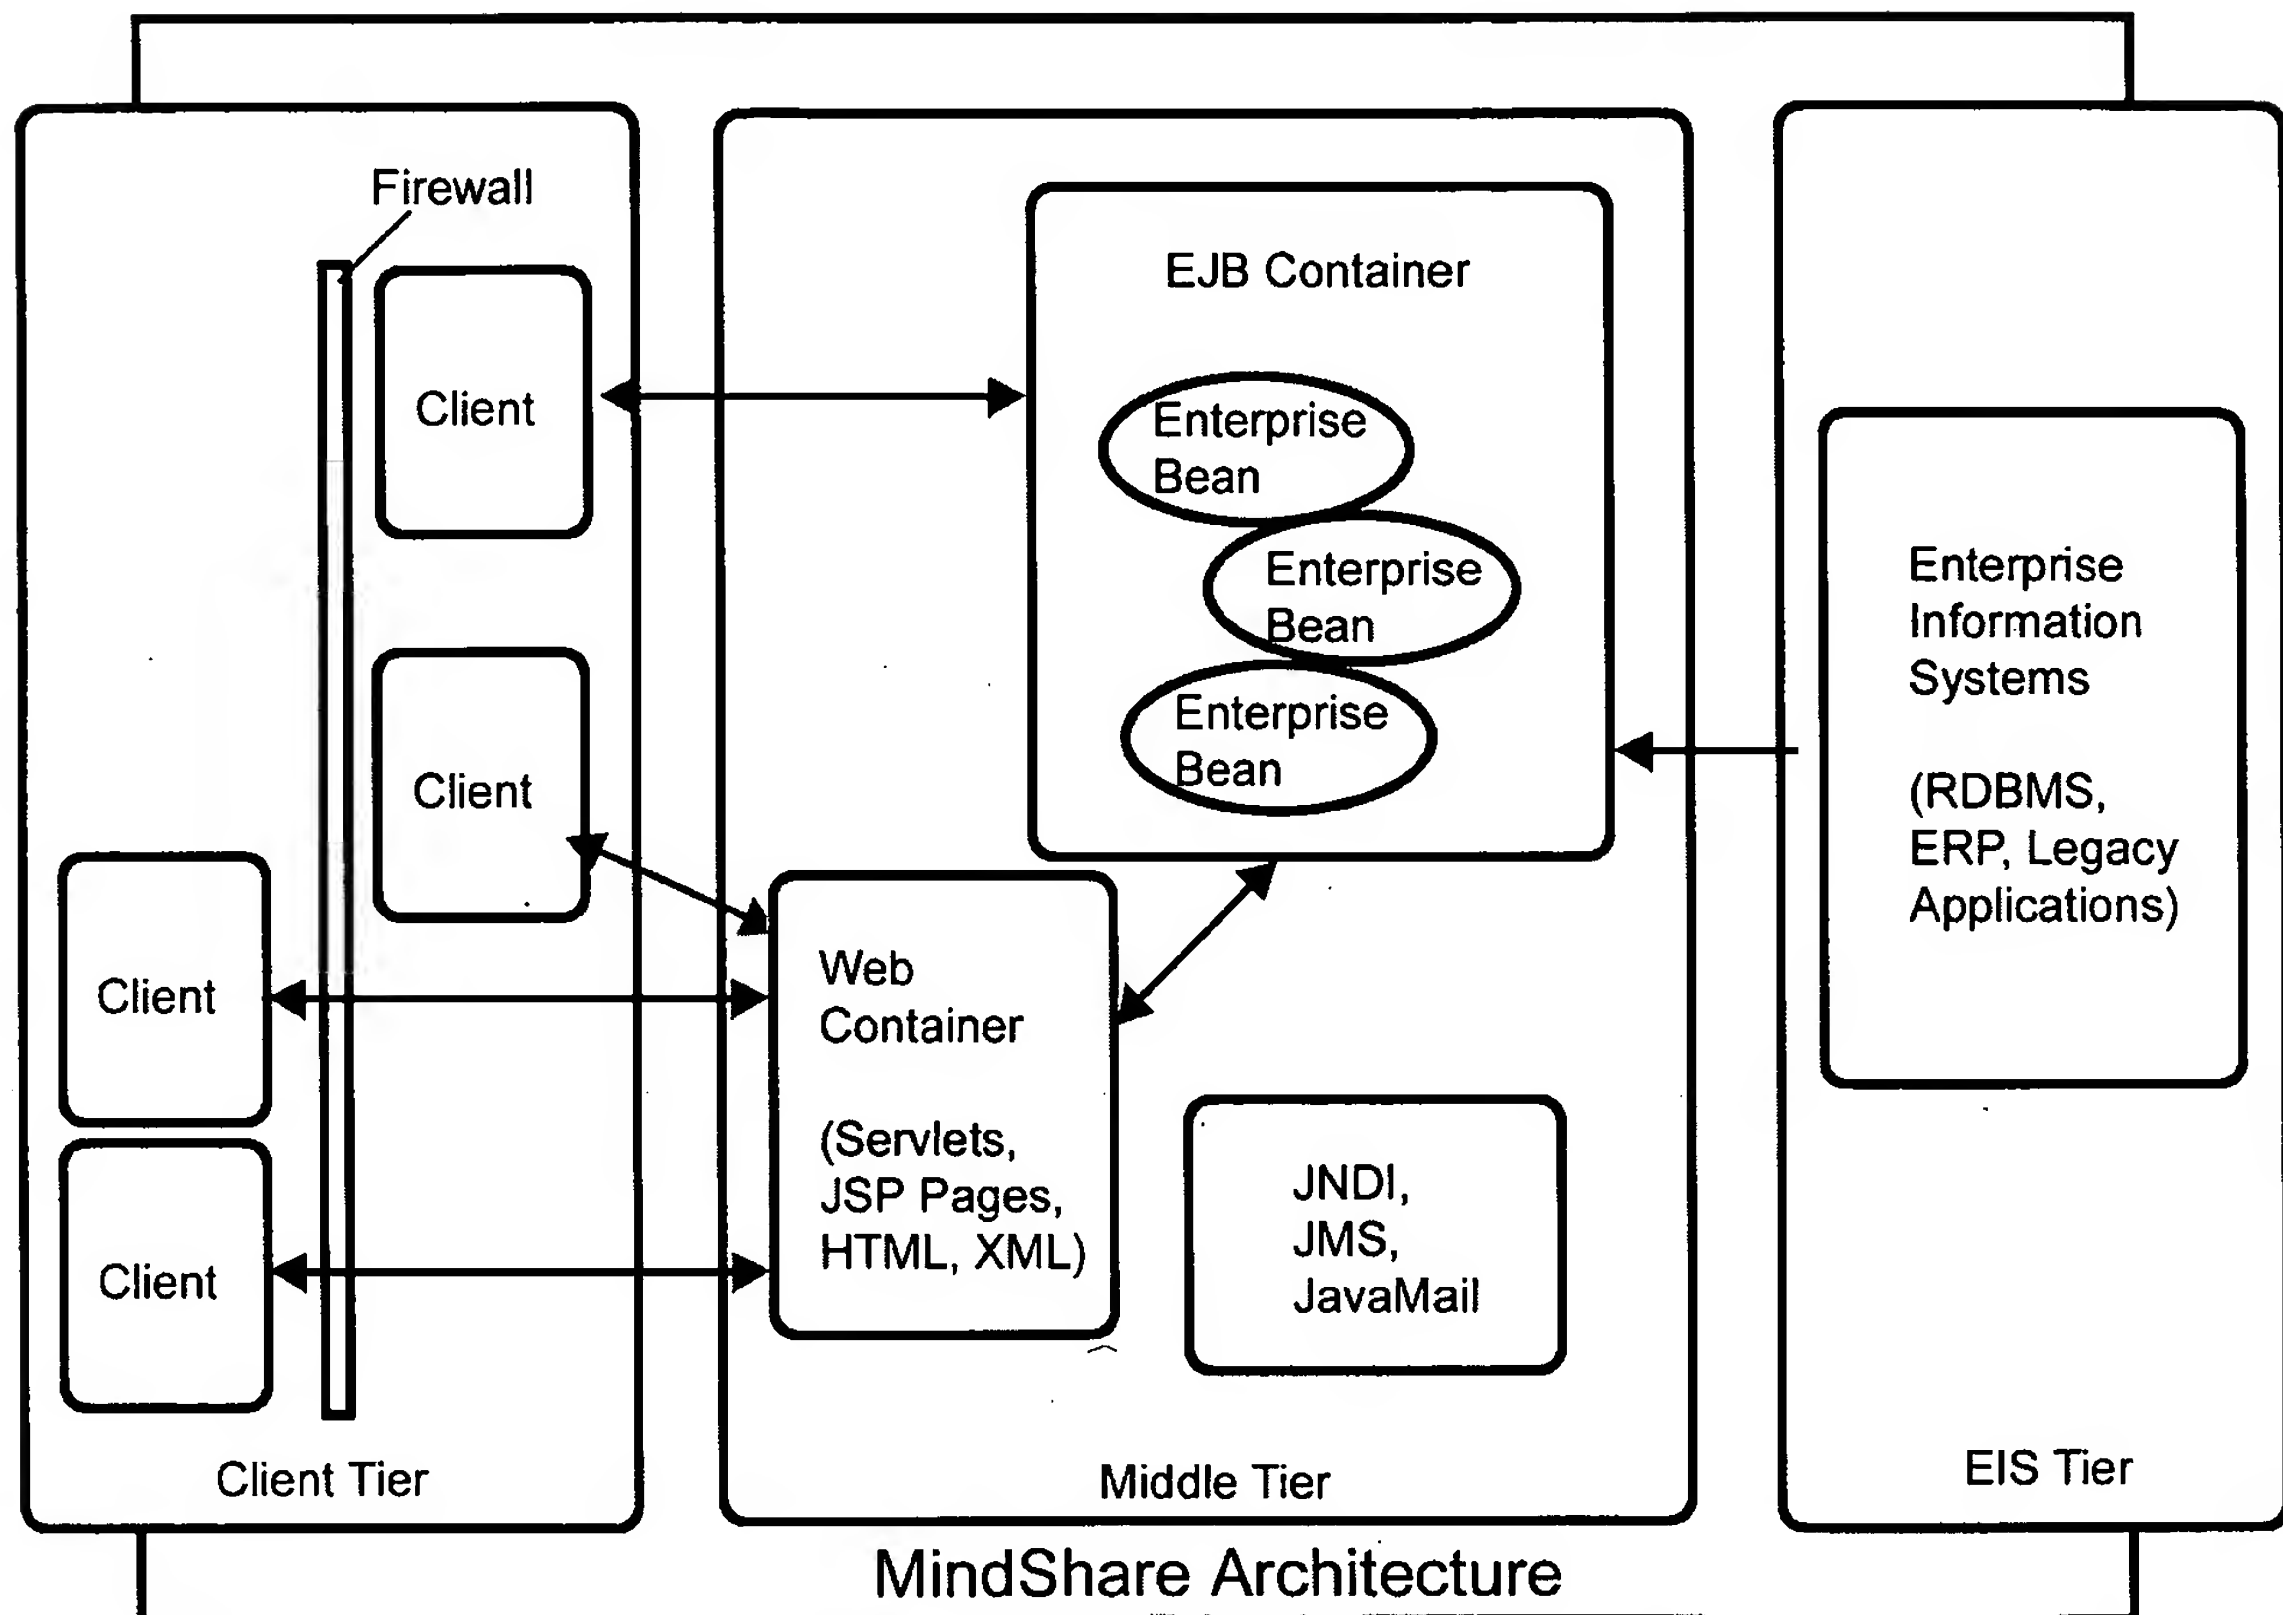 Firewall
Client
Client
Client
Client
Client Tier
EJB Container
Enterprise
Bean
Enterprise
Bean
Enterprise
Bean
Web
Container
(Servlets,
JSP Pages,
HTML, XML)
JNDI,
JMS,
JavaMail
Middle Tier
Enterprise
Information
Systems
(RDBMS,
ERP, Legacy
Applications)
EIS Tier
MindShare Architecture